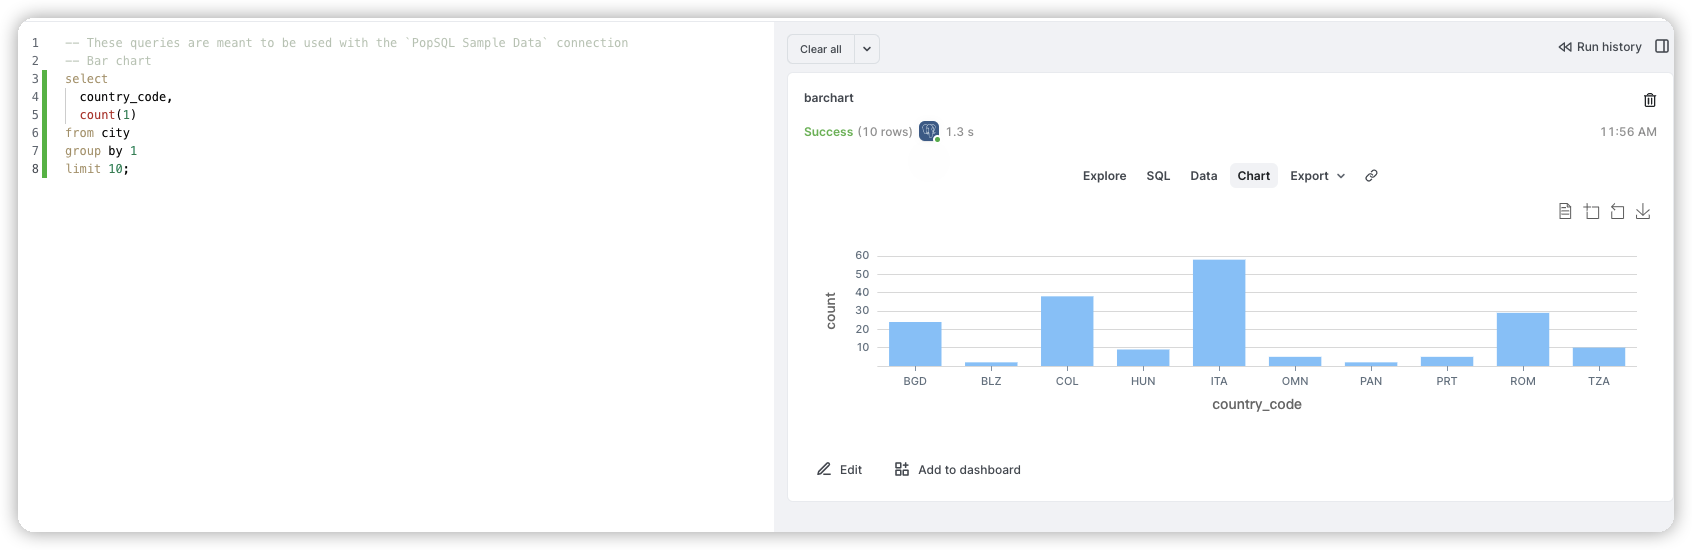 1 -- These queries are meant to be used with the `PopSQL Sample Data` connection
2 -- Bar chart
3 select
4 country_code,
5 count(1)
6 from city
7 group by 1
8 limit 10;
Clear all
Run history
barchart
Success (10 rows) 1.3 s 11:56 AM
Explore SQL Data Chart Export
60
50
40
30
20
10
count
BGD BLZ COL HUN ITA OMN PAN PRT ROM TZA
country_code
Edit Add to dashboard